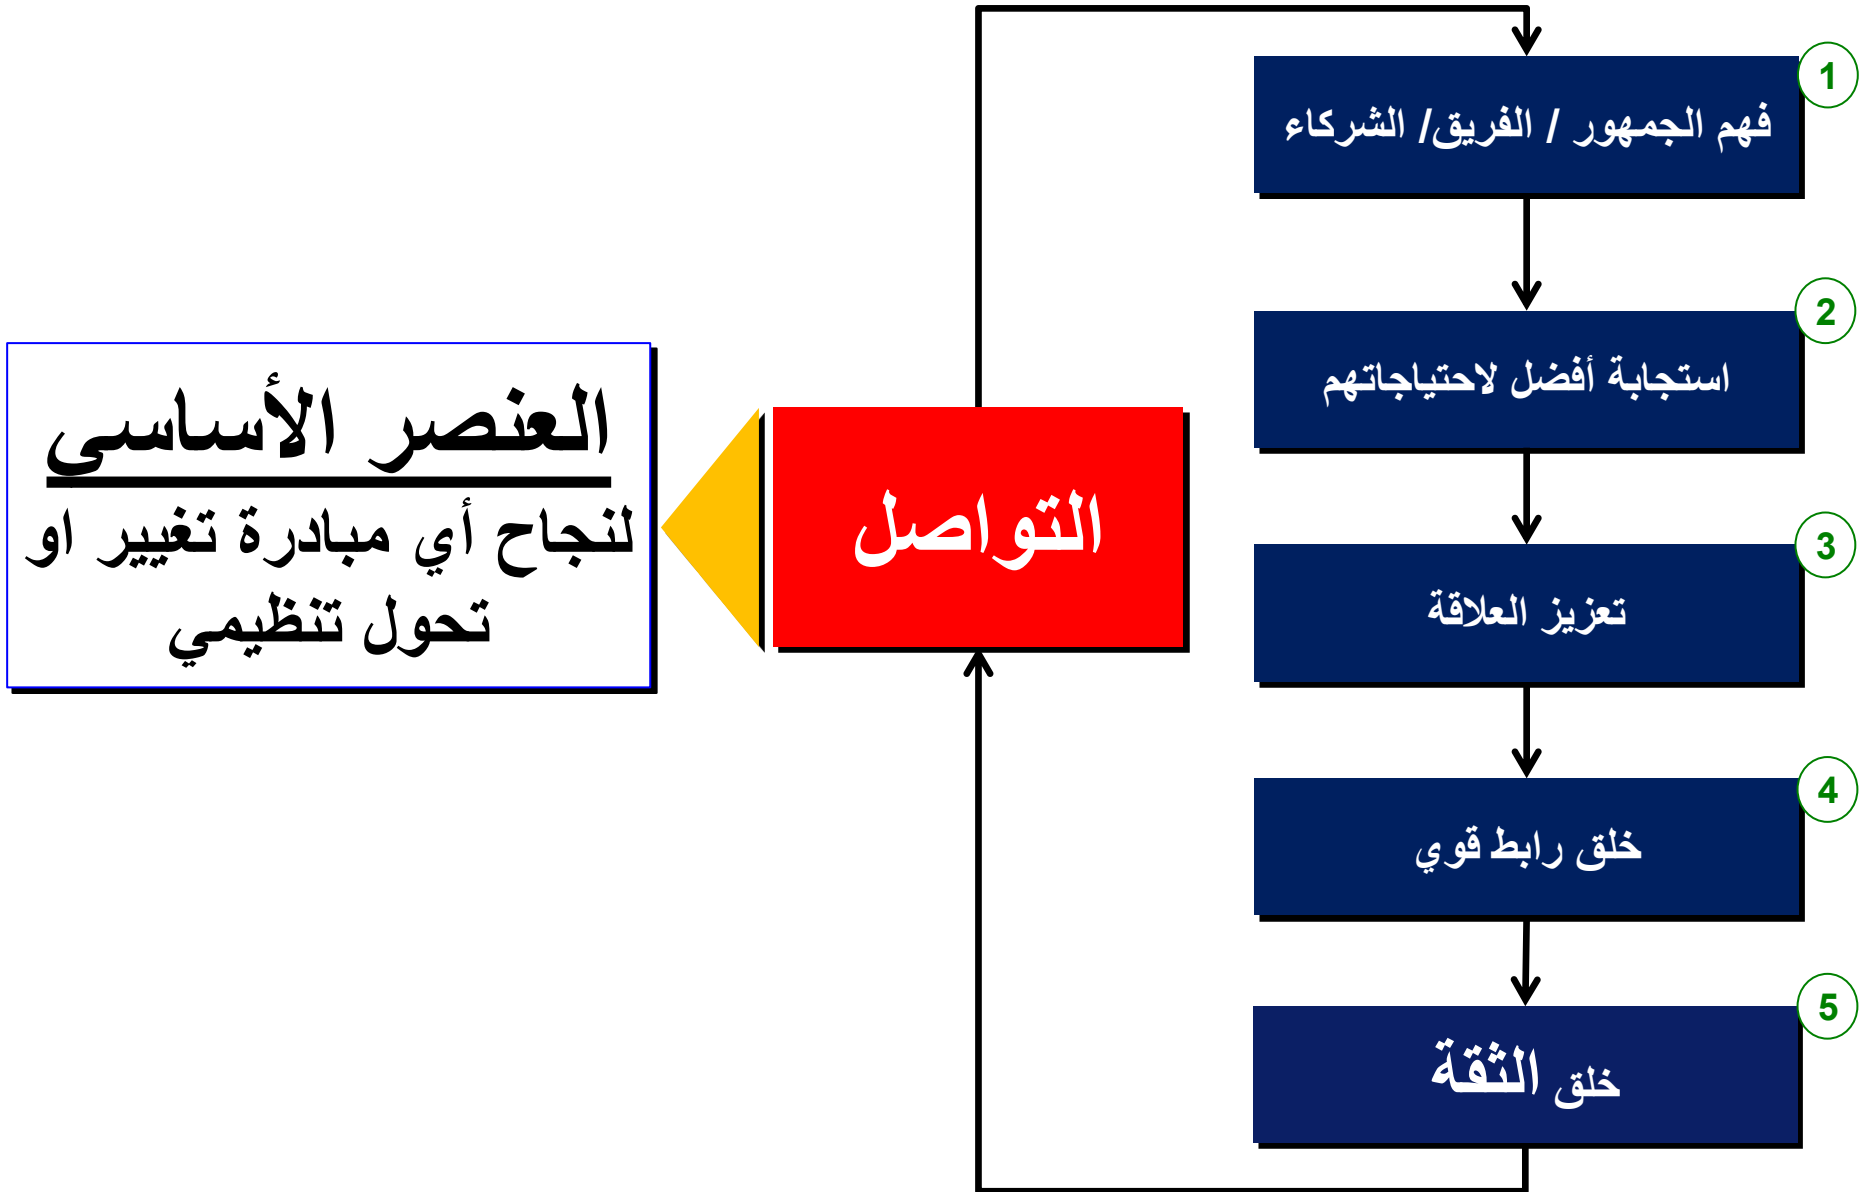 1
فهم الجمهور / الفريق/ الشركاء
2
استجابة أفضل لاحتياجاتهم
3
تعزيز العلاقة
4
خلق رابط قوي
5
خلق الثقة
التواصل
العنصر الأساسي
لنجاح أي مبادرة تغيير او
تحول تنظيمي